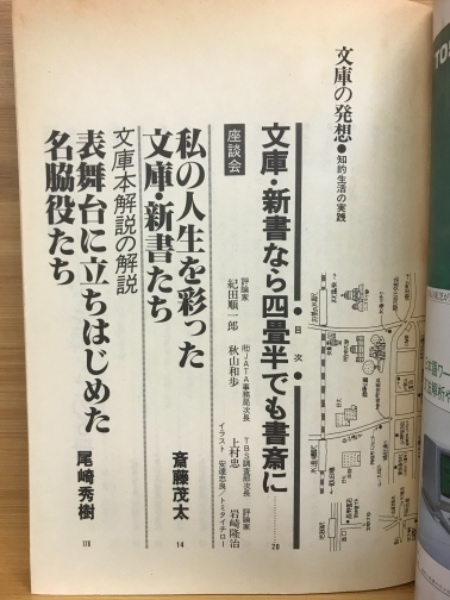 文庫の発想●知的生活の実践
●目次●
文庫・新書なら四畳半でも書斎に
20
座談会
評論家
紀田順一郎
㈶JATA事務局次長
秋山和歩
TBS調査部次長
上村忠
評論家
岩崎隆治
イラスト 安達忠良/トミタイチロー
私の人生を彩った
文庫・新書たち
斎藤茂太
14
文庫本解説の解説
表舞台に立ちはじめた
名脇役たち
尾崎秀樹
118
TOS